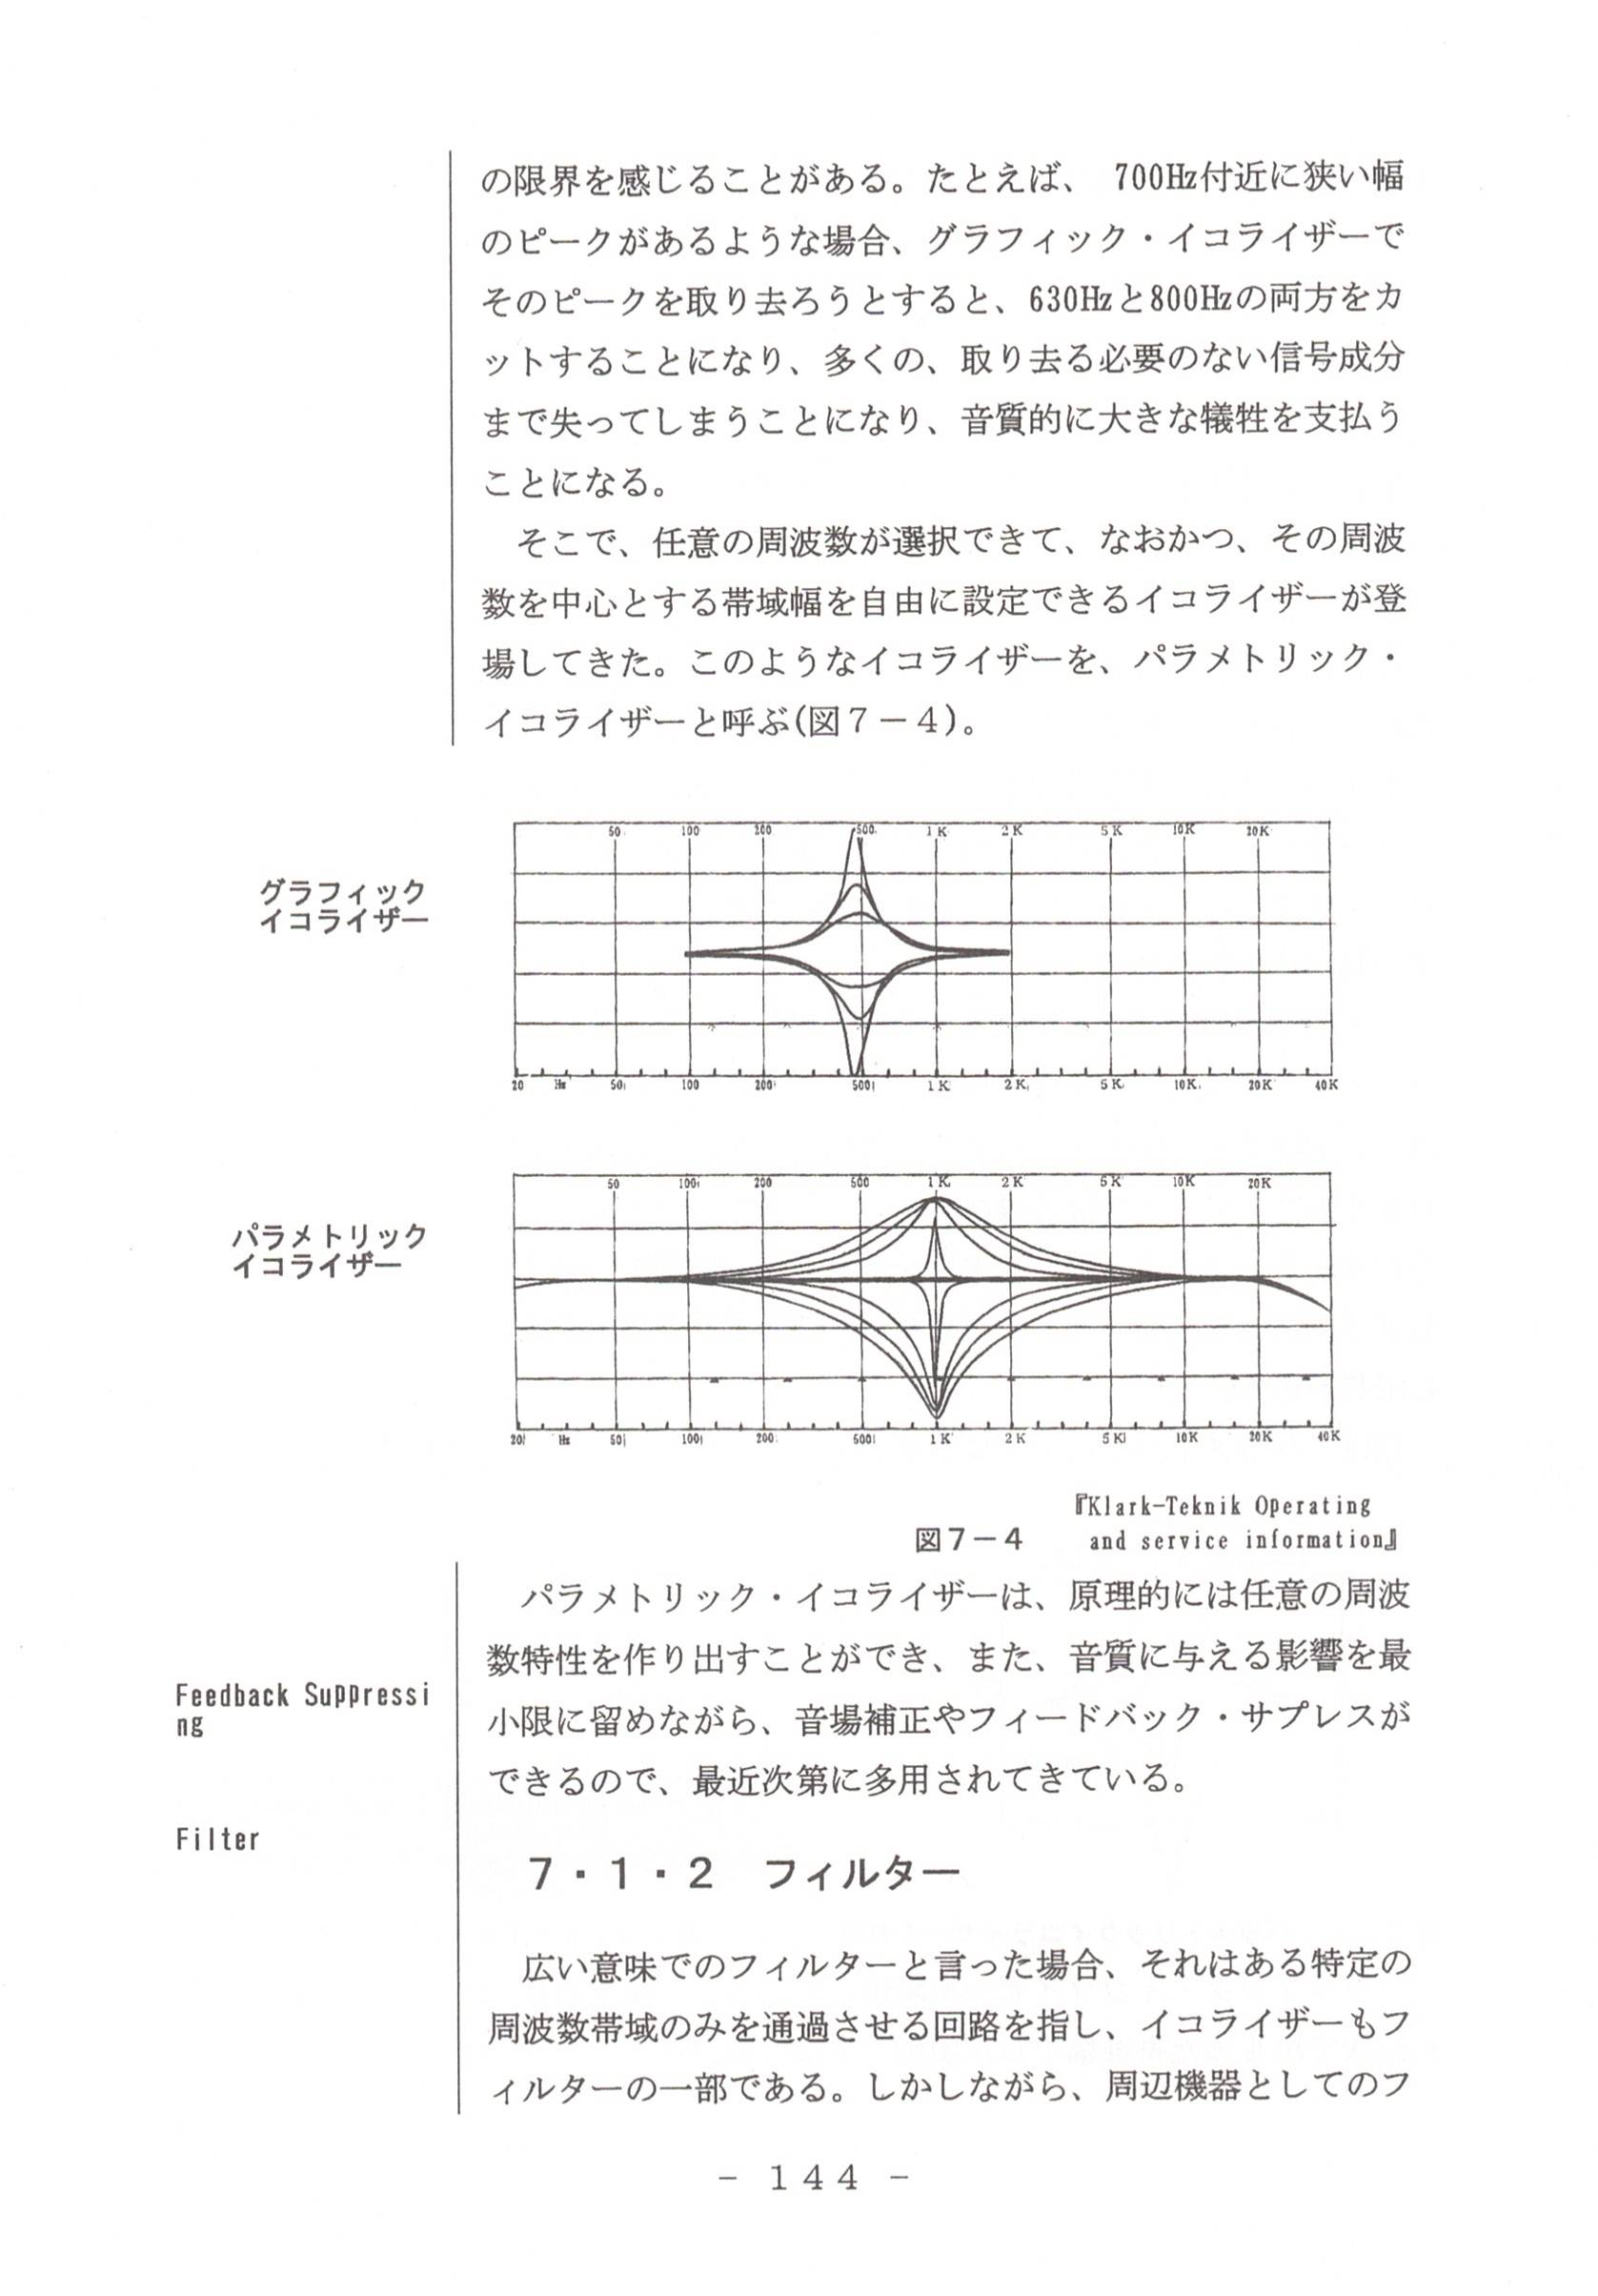 の限界を感じることがある。たとえば、 700Hz付近に狭い幅
のピークがあるような場合、グラフィック・イコライザーで
そのピークを取り去ろうとすると、630Hzと800Hzの両方をカ
ットすることになり、多くの、取り去る必要のない信号成分
まで失ってしまうことになり、音質的に大きな犠牲を支払う
ことになる。
そこで、任意の周波数が選択できて、なおかつ、その周波
数を中心とする帯域幅を自由に設定できるイコライザーが登
場してきた。このようなイコライザーを、パラメトリック・
イコライザーと呼ぶ(図7-4)。
グラフィック
イコライザー
50 100 200 500 1K 2K 5K 10K 20K
20 Hz 50 100 200 500 1K 2K 5K 10K 20K 40K
パラメトリック
イコライザー
50 100 200 500 1K 2K 5K 10K 20K
20 Hz 50 100 200 500 1K 2K 5K 10K 20K 40K
『Klark-Teknik Operating
図7-4 and service information』
パラメトリック・イコライザーは、原理的には任意の周波
数特性を作り出すことができ、また、音質に与える影響を最
Feedback Suppressi
ng
小限に留めながら、音場補正やフィードバック・サプレスが
できるので、最近次第に多用されてきている。
Filter
7・1・2 フィルター
広い意味でのフィルターと言った場合、それはある特定の
周波数帯域のみを通過させる回路を指し、イコライザーもフ
ィルターの一部である。しかしながら、周辺機器としてのフ
- 144 -